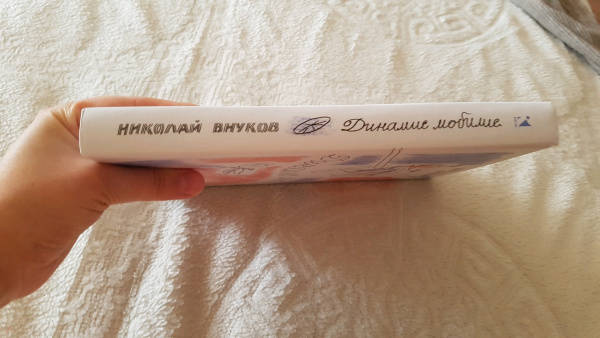 НИКОЛАЙ ВНУКОВ Динамис мобилис